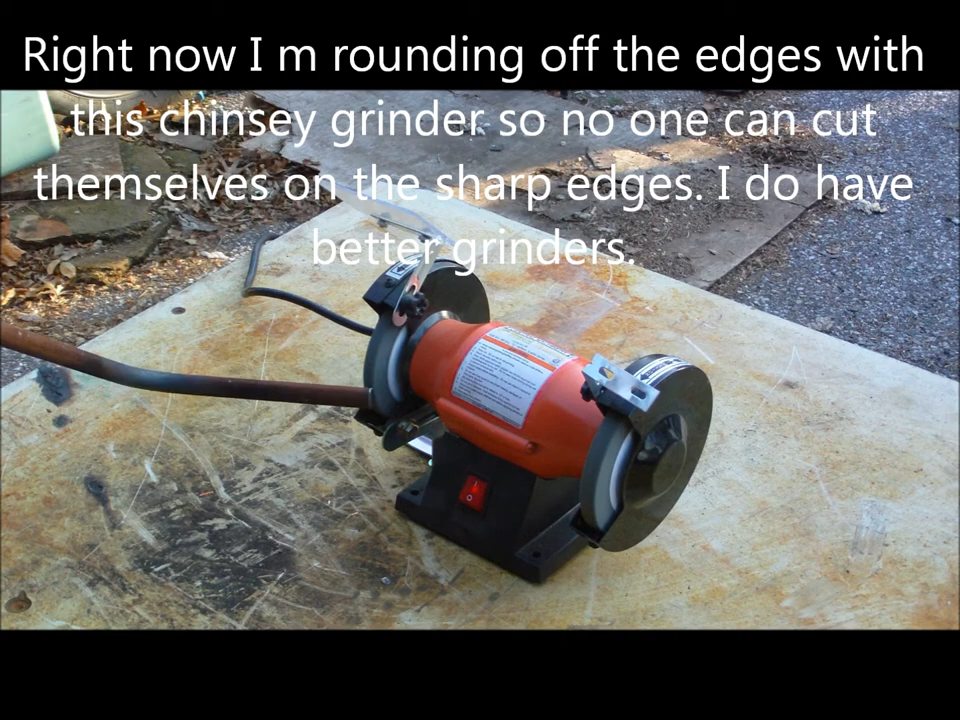 Right now I m rounding off the edges with
this chinsey grinder so no one can cut
themselves on the sharp edges. I do have
better grinders.